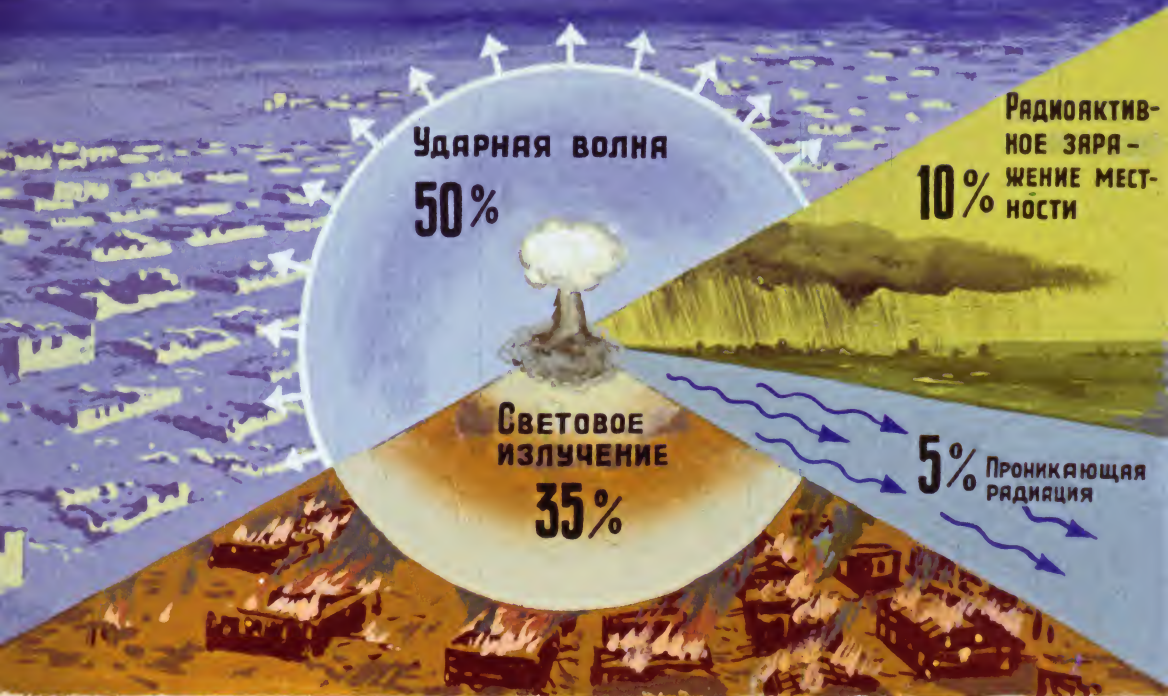 Ударная волна
50%
Радиоактив-
ное зара-
10% жение мест-
ности
Световое
излучение
35%
5% Проникающая
радиация